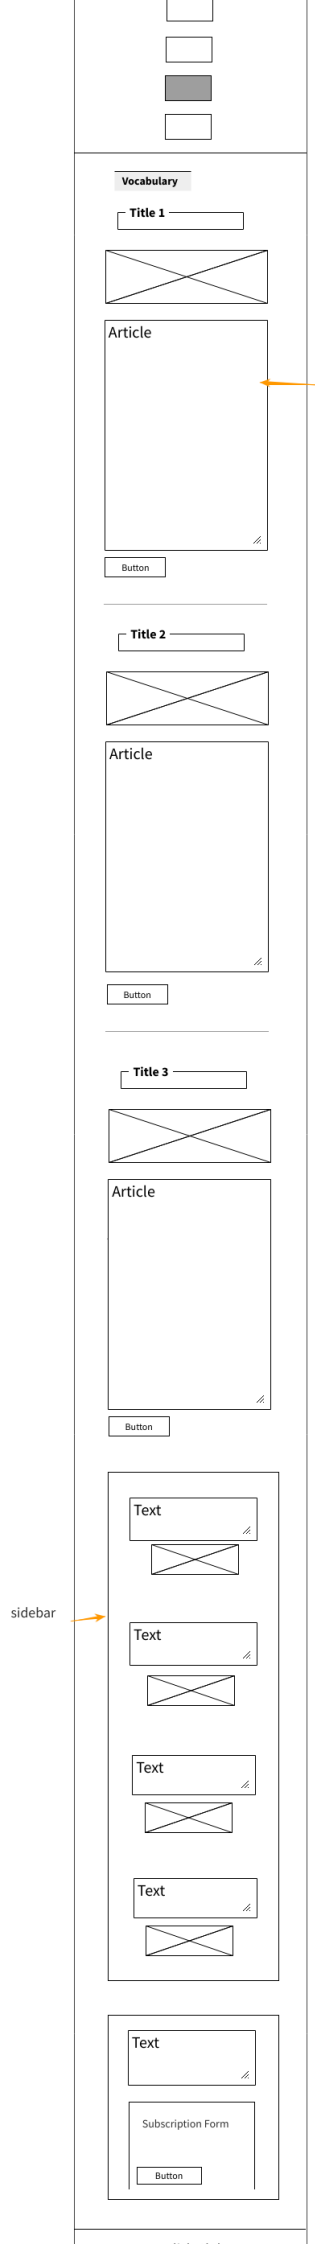 Vocabulary
Title 1
Article
Button
Title 2
Article
Button
Title 3
Article
Button
Text
sidebar
Text
Text
Text
Text
Subscription Form
Button